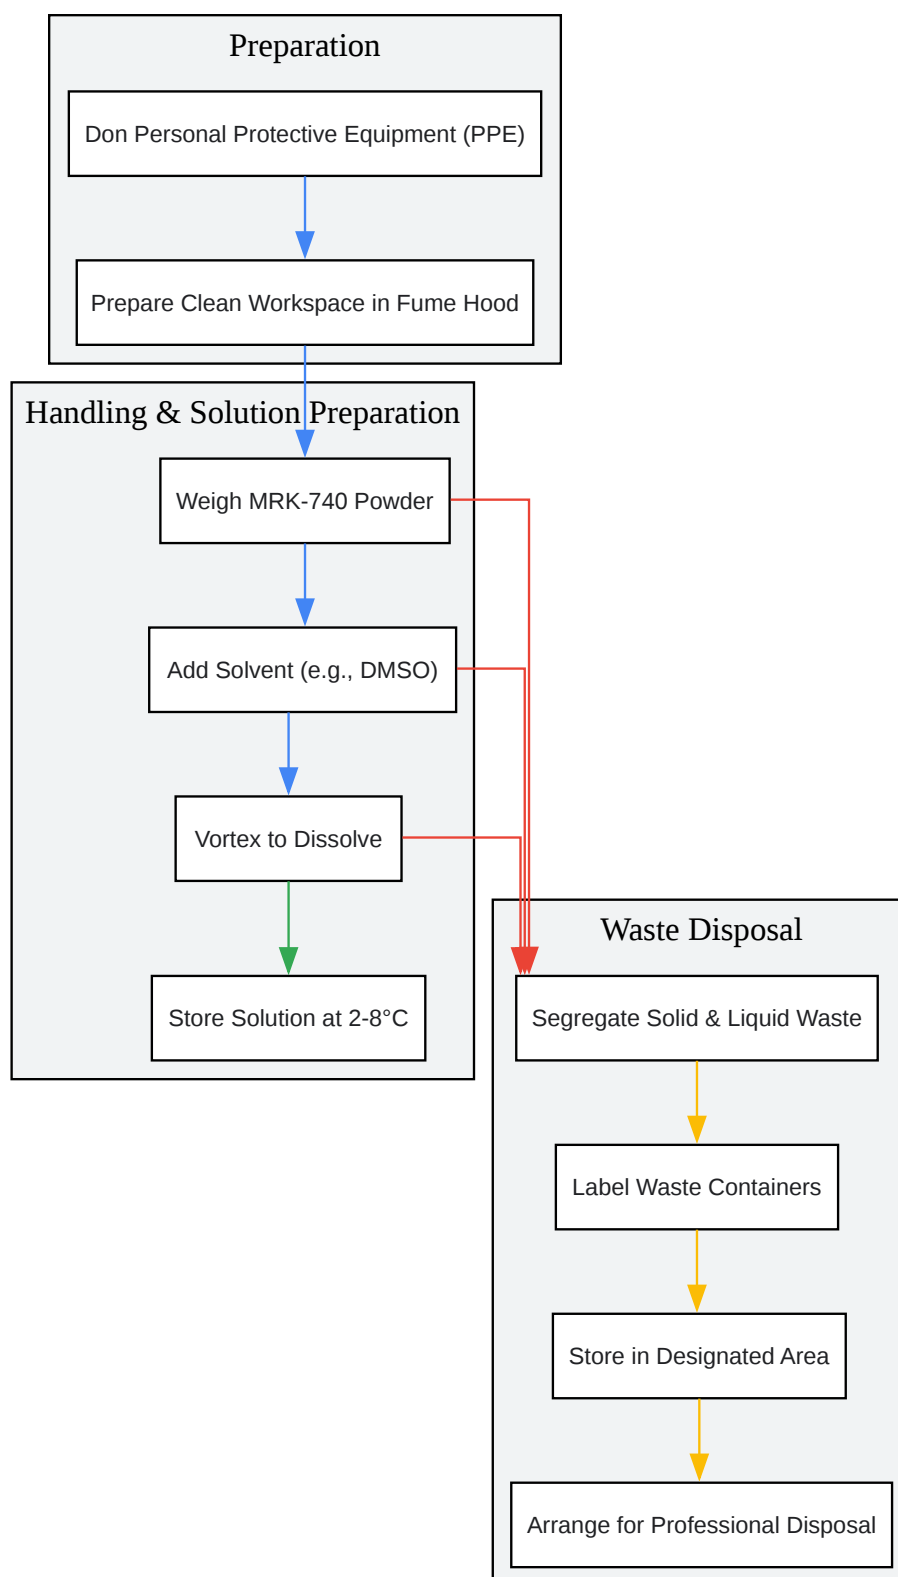 Preparation
Don Personal Protective Equipment (PPE)
Prepare Clean Workspace in Fume Hood
Handling & Solution Preparation
Weigh MRK-740 Powder
Add Solvent (e.g., DMSO)
Vortex to Dissolve
Store Solution at 2-8°C
Waste Disposal
Segregate Solid & Liquid Waste
Label Waste Containers
Store in Designated Area
Arrange for Professional Disposal